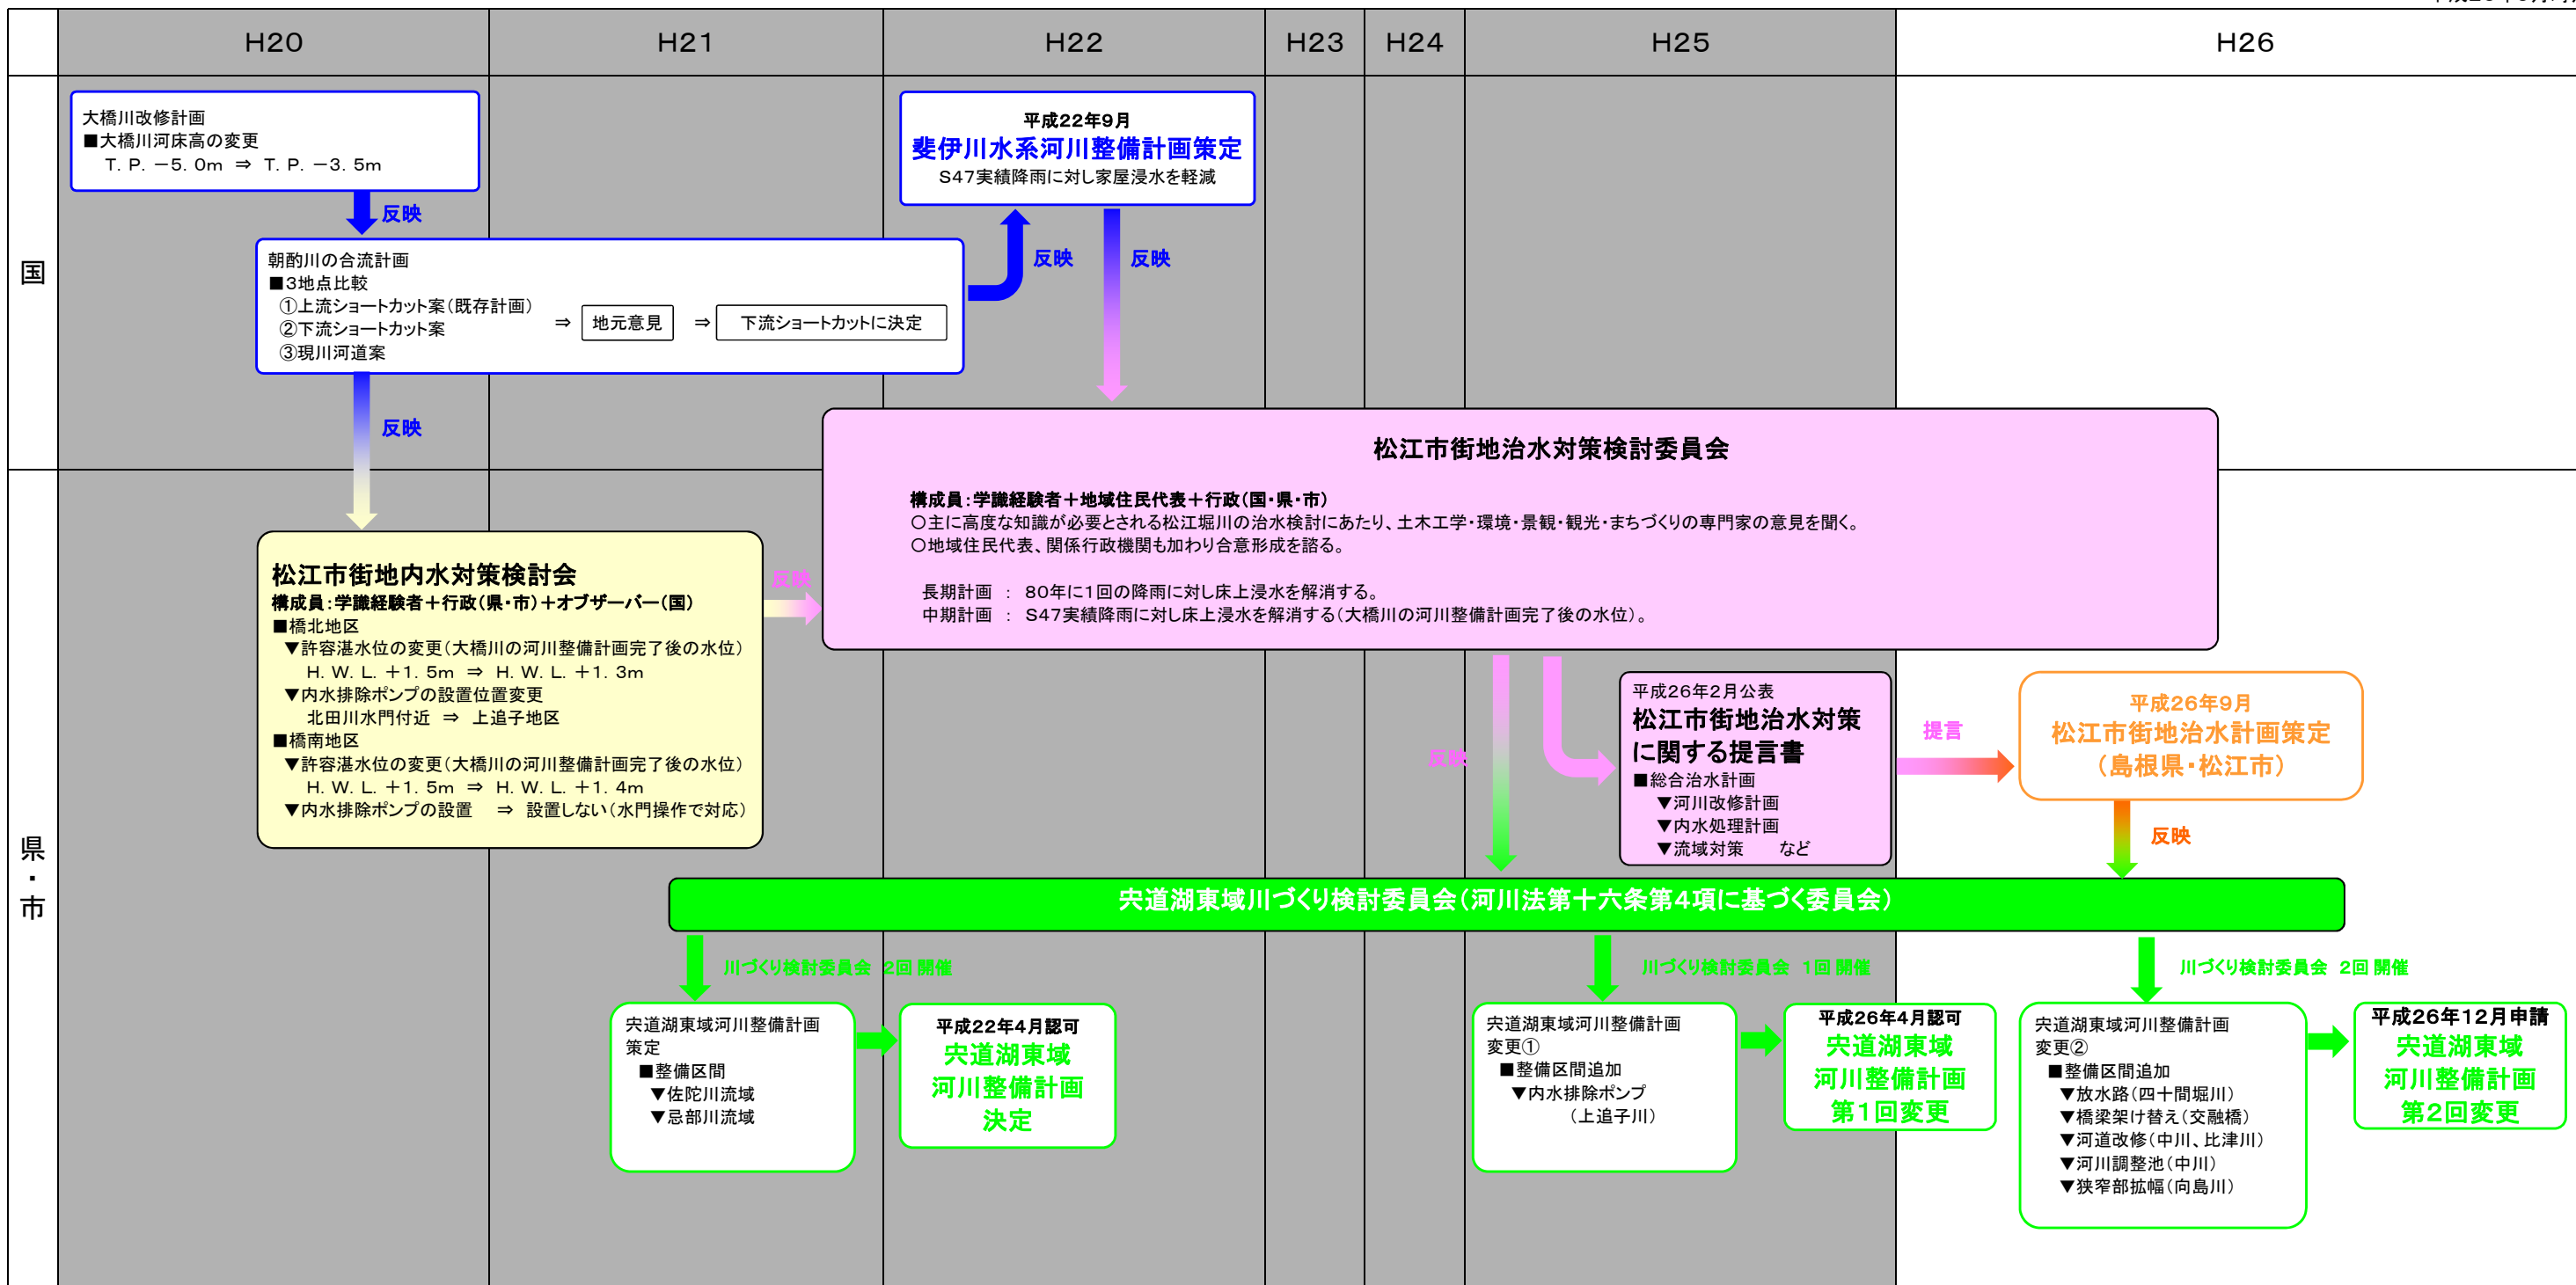 H20
H21
H22
H23
H24
H25
H26
国
県・市
大橋川改修計画
■大橋川河床高の変更
T．P．－5．0m ⇒ T．P．－3．5m
反映
朝酌川の合流計画
■3地点比較
①上流ショートカット案（既存計画）
②下流ショートカット案
③現川河道案
⇒ 地元意見 ⇒ 下流ショートカットに決定
反映
平成22年9月
斐伊川水系河川整備計画策定
S47実績降雨に対し家屋浸水を軽減
反映
反映
松江市街地治水対策検討委員会
構成員：学識経験者＋地域住民代表＋行政（国・県・市）
○主に高度な知識が必要とされる松江堀川の治水検討にあたり、土木工学・環境・景観・観光・まちづくりの専門家の意見を聞く。
○地域住民代表、関係行政機関も加わり合意形成を諮る。
長期計画 ： 80年に1回の降雨に対し床上浸水を解消する。
中期計画 ： S47実績降雨に対し床上浸水を解消する（大橋川の河川整備計画完了後の水位）。
松江市街地内水対策検討会
構成員：学識経験者＋行政（県・市）＋オブザーバー（国）
■橋北地区
▼許容湛水位の変更（大橋川の河川整備計画完了後の水位）
H．W．L．＋1．5m ⇒ H．W．L．＋1．3m
▼内水排除ポンプの設置位置変更
北田川水門付近 ⇒ 上追子地区
■橋南地区
▼許容湛水位の変更（大橋川の河川整備計画完了後の水位）
H．W．L．＋1．5m ⇒ H．W．L．＋1．4m
▼内水排除ポンプの設置 ⇒ 設置しない（水門操作で対応）
反映
反映
平成26年2月公表
松江市街地治水対策
に関する提言書
■総合治水計画
▼河川改修計画
▼内水処理計画
▼流域対策 など
提言
平成26年9月
松江市街地治水計画策定
（島根県・松江市）
反映
宍道湖東域川づくり検討委員会（河川法第十六条第4項に基づく委員会）
川づくり検討委員会 2回 開催
川づくり検討委員会 1回 開催
川づくり検討委員会 2回 開催
宍道湖東域河川整備計画
策定
■整備区間
▼佐陀川流域
▼忌部川流域
平成22年4月認可
宍道湖東域
河川整備計画
決定
宍道湖東域河川整備計画
変更①
■整備区間追加
▼内水排除ポンプ
（上追子川）
平成26年4月認可
宍道湖東域
河川整備計画
第1回変更
宍道湖東域河川整備計画
変更②
■整備区間追加
▼放水路（四十間堀川）
▼橋梁架け替え（交融橋）
▼河道改修（中川、比津川）
▼河川調整池（中川）
▼狭窄部拡幅（向島川）
平成26年12月申請
宍道湖東域
河川整備計画
第2回変更